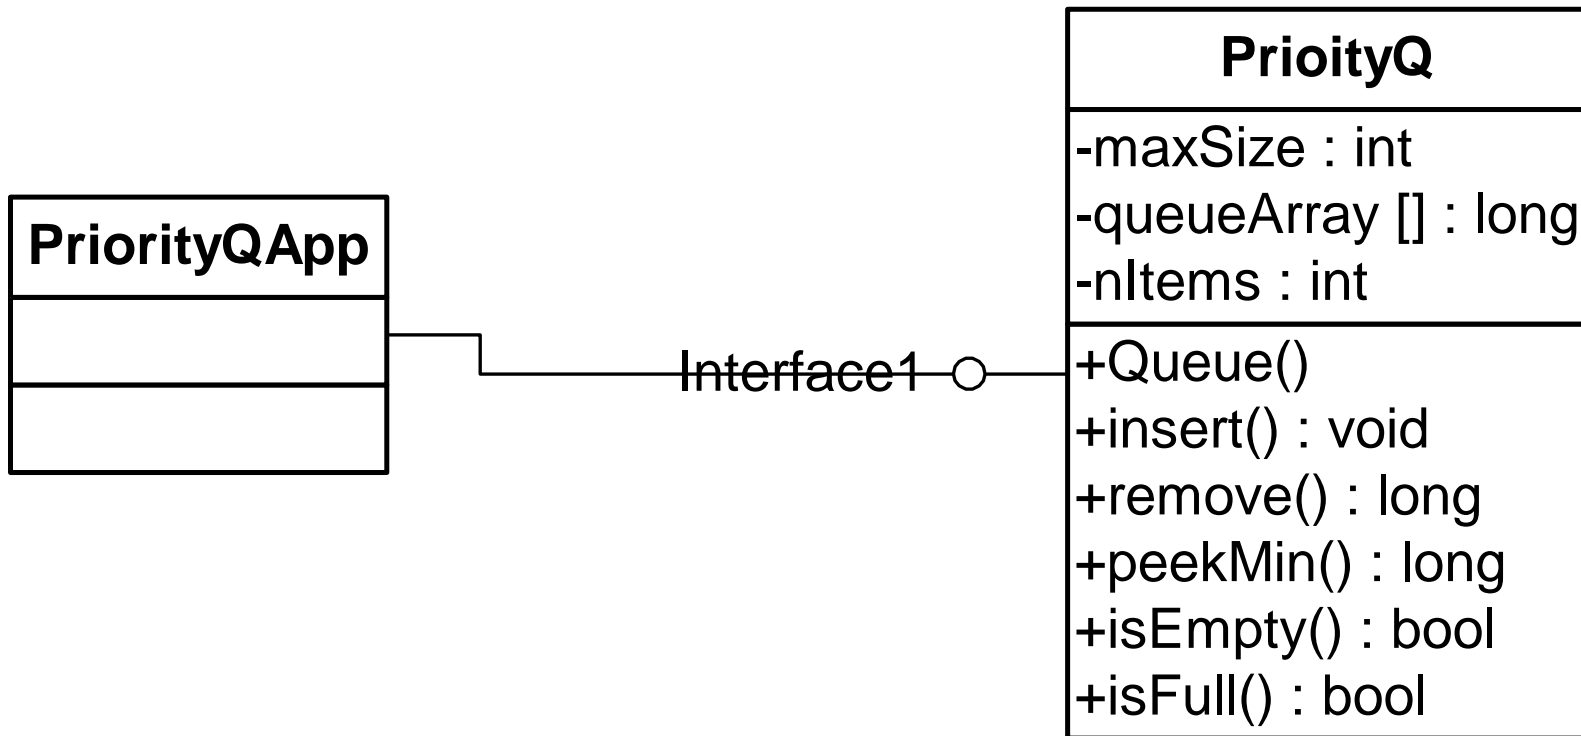 PriorityQApp
Interface1
PrioityQ
-maxSize : int
-queueArray [] : long
-nItems : int
+Queue()
+insert() : void
+remove() : long
+peekMin() : long
+isEmpty() : bool
+isFull() : bool